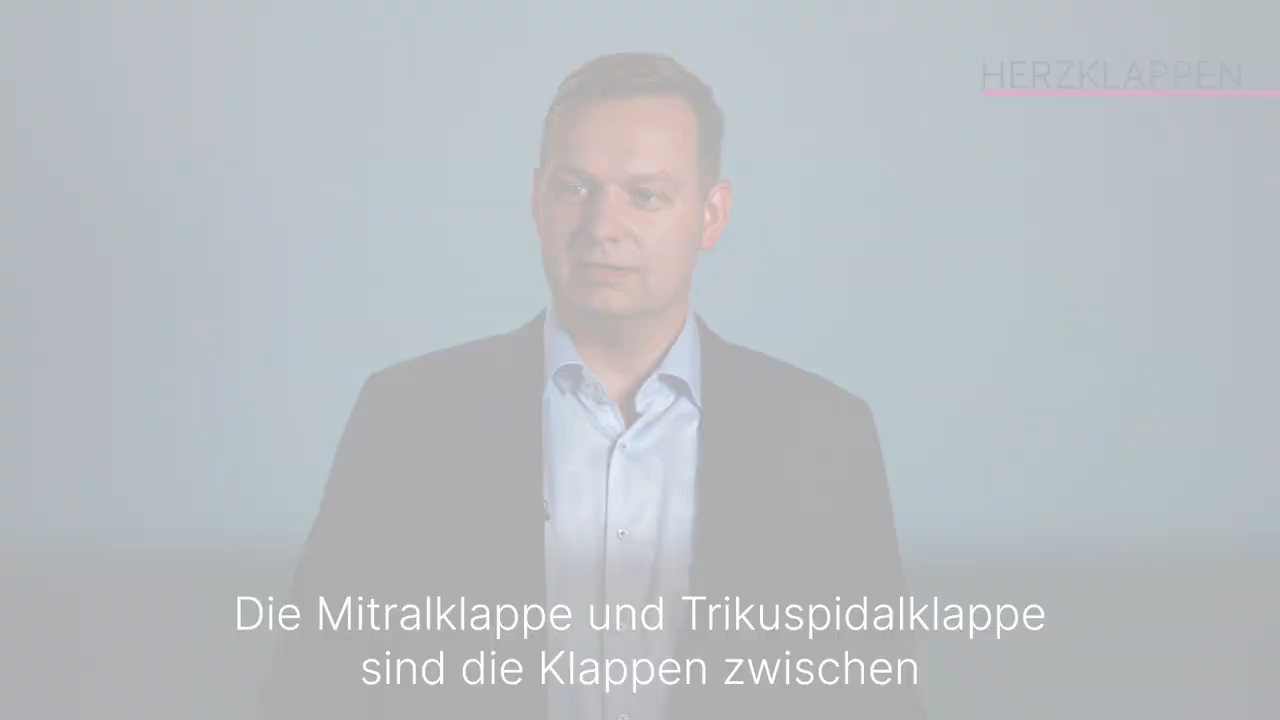 HERZKLAPPEN
Die Mitralklappe und Trikuspidalklappe
sind die Klappen zwischen